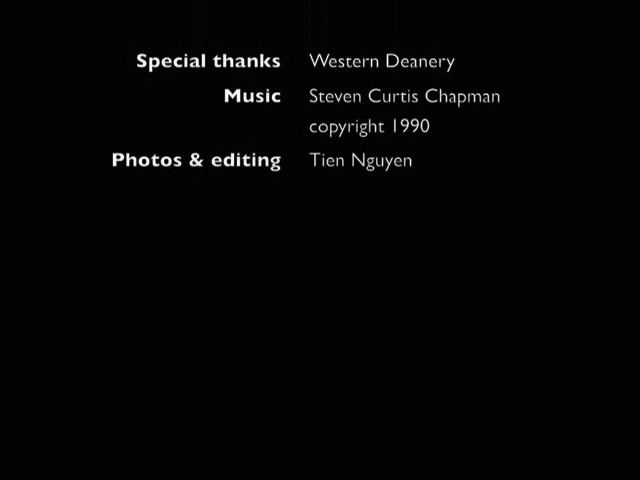 Special thanks Western Deanery
Music Steven Curtis Chapman
copyright 1990
Photos & editing Tien Nguyen